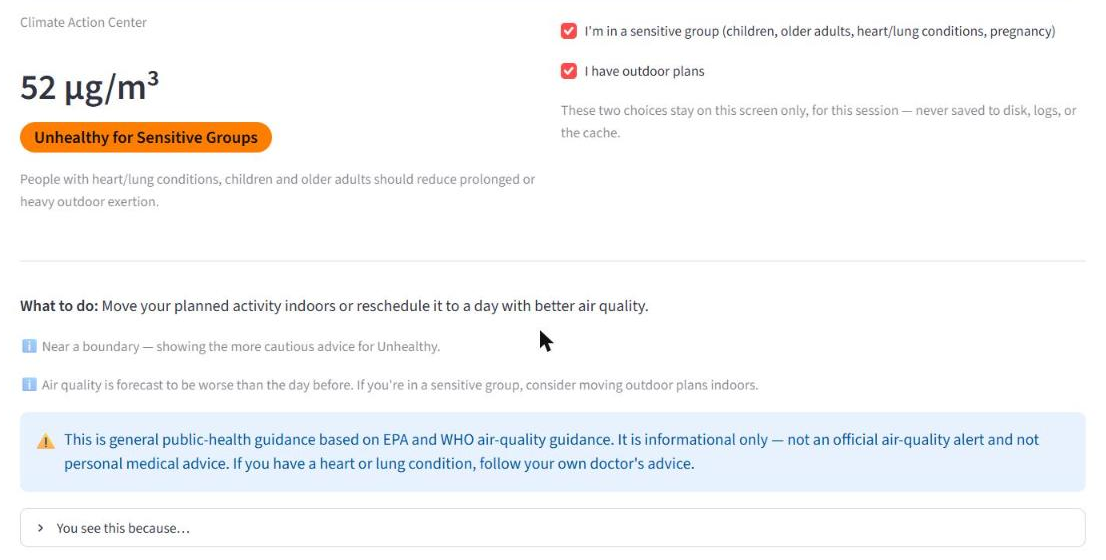 Climate Action Center
52 µg/m³
Unhealthy for Sensitive Groups
People with heart/lung conditions, children and older adults should reduce prolonged or
heavy outdoor exertion.
I'm in a sensitive group (children, older adults, heart/lung conditions, pregnancy)
I have outdoor plans
These two choices stay on this screen only, for this session — never saved to disk, logs, or
the cache.
What to do: Move your planned activity indoors or reschedule it to a day with better air quality.
ℹ️ Near a boundary — showing the more cautious advice for Unhealthy.
ℹ️ Air quality is forecast to be worse than the day before. If you're in a sensitive group, consider moving outdoor plans indoors.
⚠️ This is general public-health guidance based on EPA and WHO air-quality guidance. It is informational only — not an official air-quality alert and not
personal medical advice. If you have a heart or lung condition, follow your own doctor's advice.
You see this because…